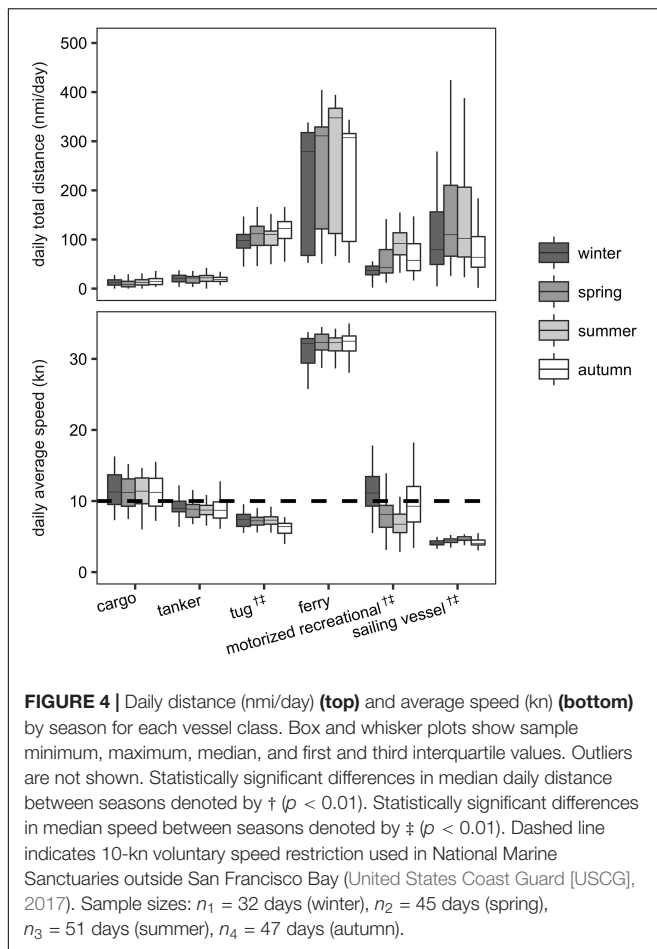 daily total distance (nmi/day)
500
400
300
200
100
0
winter
spring
summer
autumn
daily average speed (kn)
30
20
10
0
cargo
tanker
tug †‡
ferry
motorized recreational †‡
sailing vessel †‡
FIGURE 4 | Daily distance (nmi/day) (top) and average speed (kn) (bottom)
by season for each vessel class. Box and whisker plots show sample
minimum, maximum, median, and first and third interquartile values. Outliers
are not shown. Statistically significant differences in median daily distance
between seasons denoted by † (p < 0.01). Statistically significant differences
in median speed between seasons denoted by ‡ (p < 0.01). Dashed line
indicates 10-kn voluntary speed restriction used in National Marine
Sanctuaries outside San Francisco Bay (United States Coast Guard [USCG],
2017). Sample sizes: n₁ = 32 days (winter), n₂ = 45 days (spring),
n₃ = 51 days (summer), n₄ = 47 days (autumn).